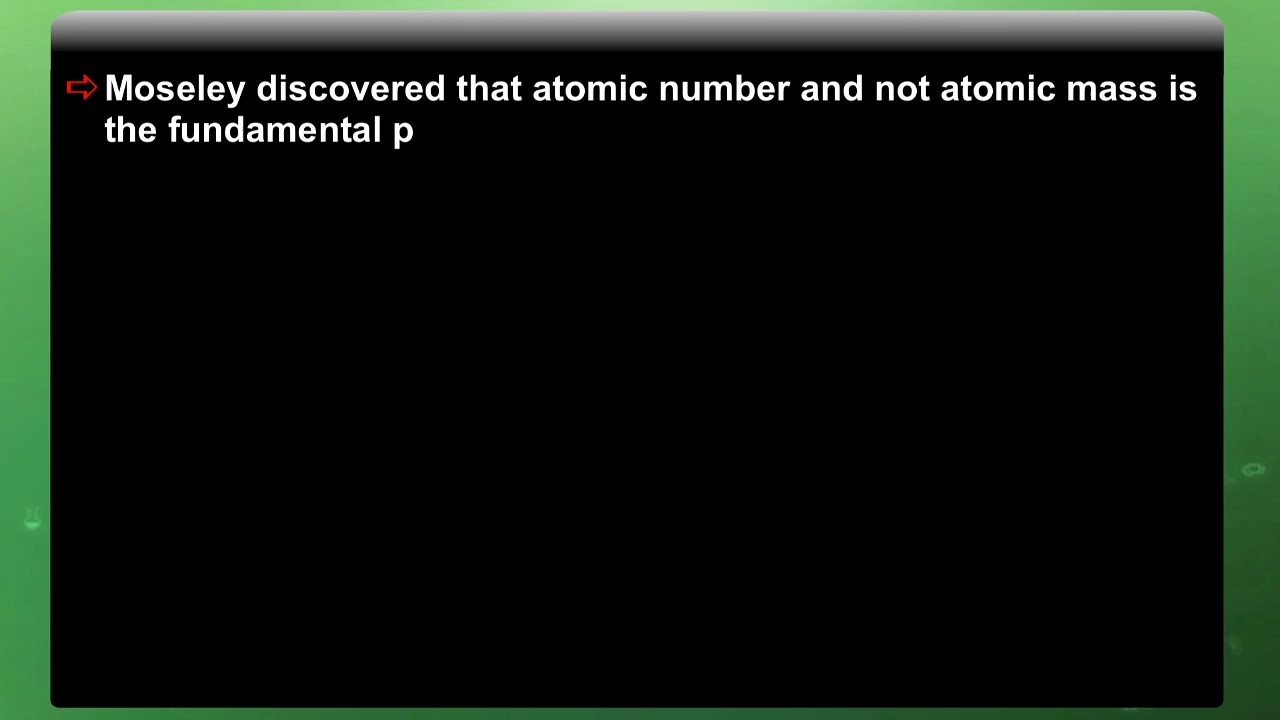 Moseley discovered that atomic number and not atomic mass is
the fundamental p